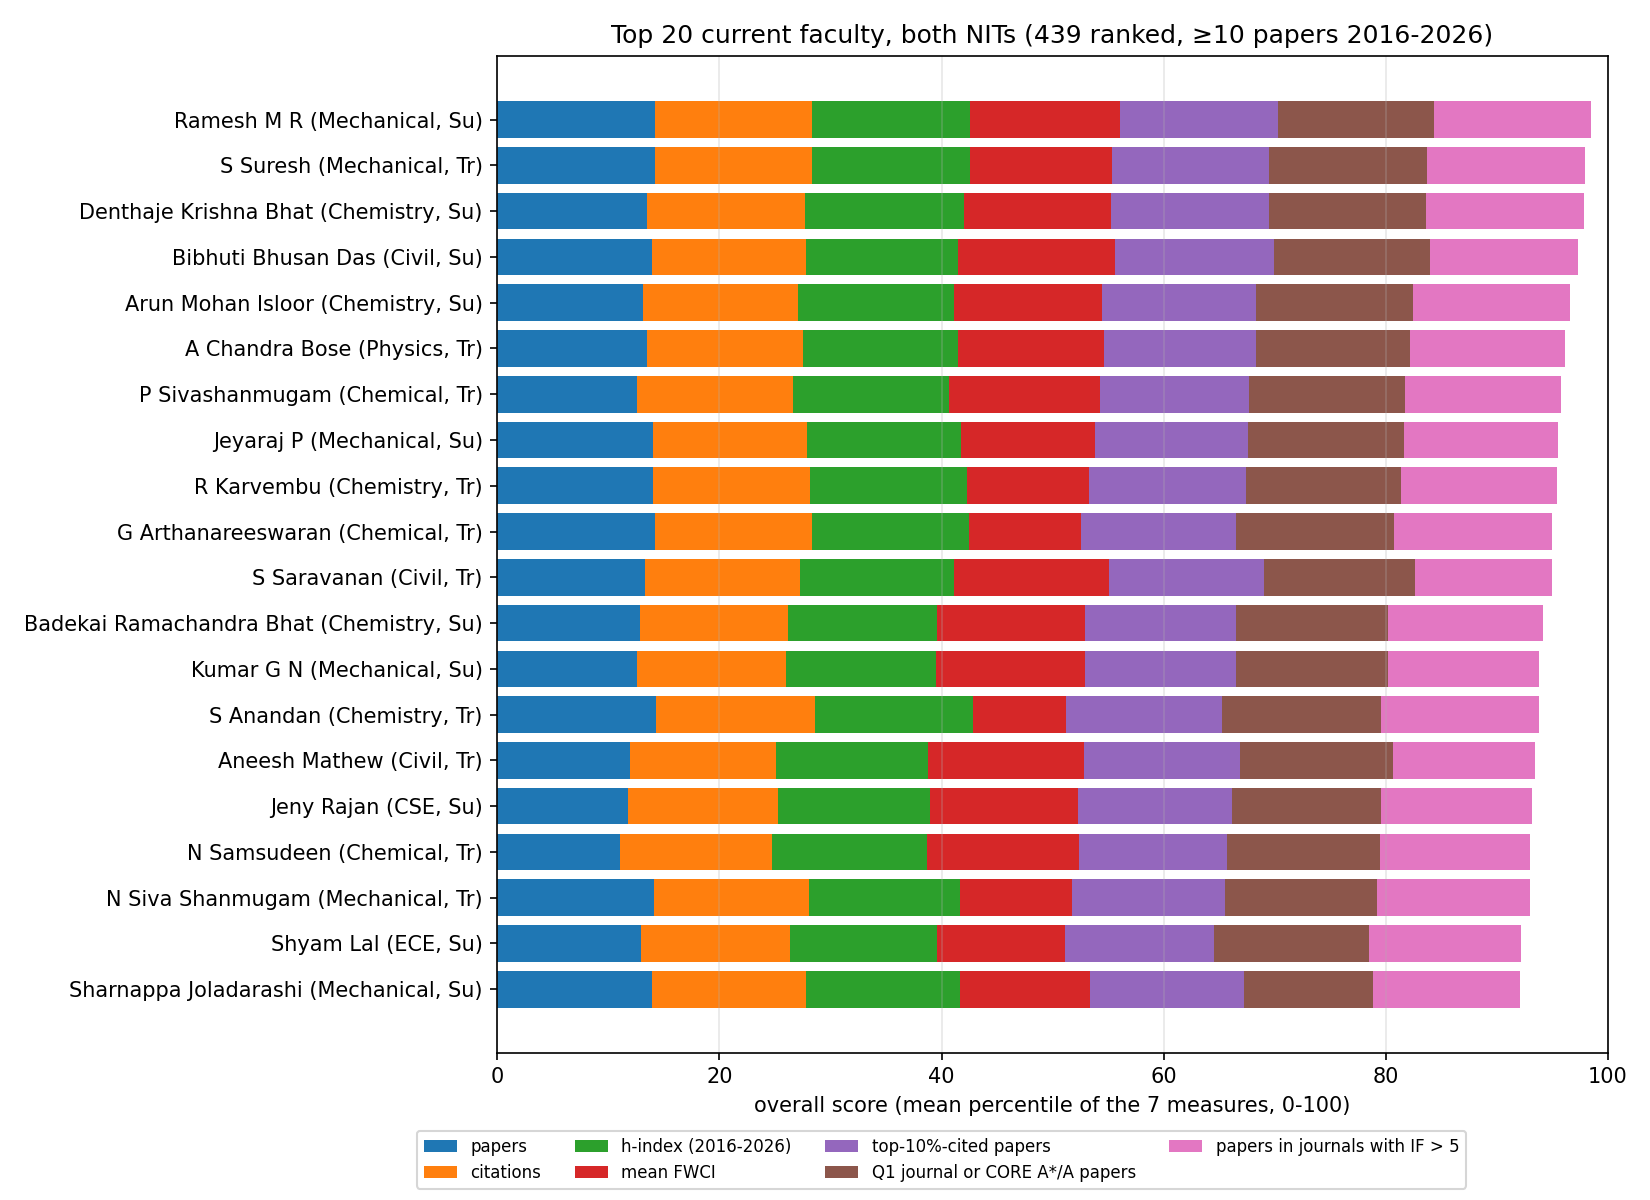 Top 20 current faculty, both NITs (439 ranked, ≥10 papers 2016-2026)
Ramesh M R (Mechanical, Su)
S Suresh (Mechanical, Tr)
Denthaje Krishna Bhat (Chemistry, Su)
Bibhuti Bhusan Das (Civil, Su)
Arun Mohan Isloor (Chemistry, Su)
A Chandra Bose (Physics, Tr)
P Sivashanmugam (Chemical, Tr)
Jeyaraj P (Mechanical, Su)
R Karvembu (Chemistry, Tr)
G Arthanareeswaran (Chemical, Tr)
S Saravanan (Civil, Tr)
Badekai Ramachandra Bhat (Chemistry, Su)
Kumar G N (Mechanical, Su)
S Anandan (Chemistry, Tr)
Aneesh Mathew (Civil, Tr)
Jeny Rajan (CSE, Su)
N Samsudeen (Chemical, Tr)
N Siva Shanmugam (Mechanical, Tr)
Shyam Lal (ECE, Su)
Sharnappa Joladarashi (Mechanical, Su)
0 20 40 60 80 100
overall score (mean percentile of the 7 measures, 0-100)
papers h-index (2016-2026) top-10%-cited papers papers in journals with IF > 5
citations mean FWCI Q1 journal or CORE A*/A papers